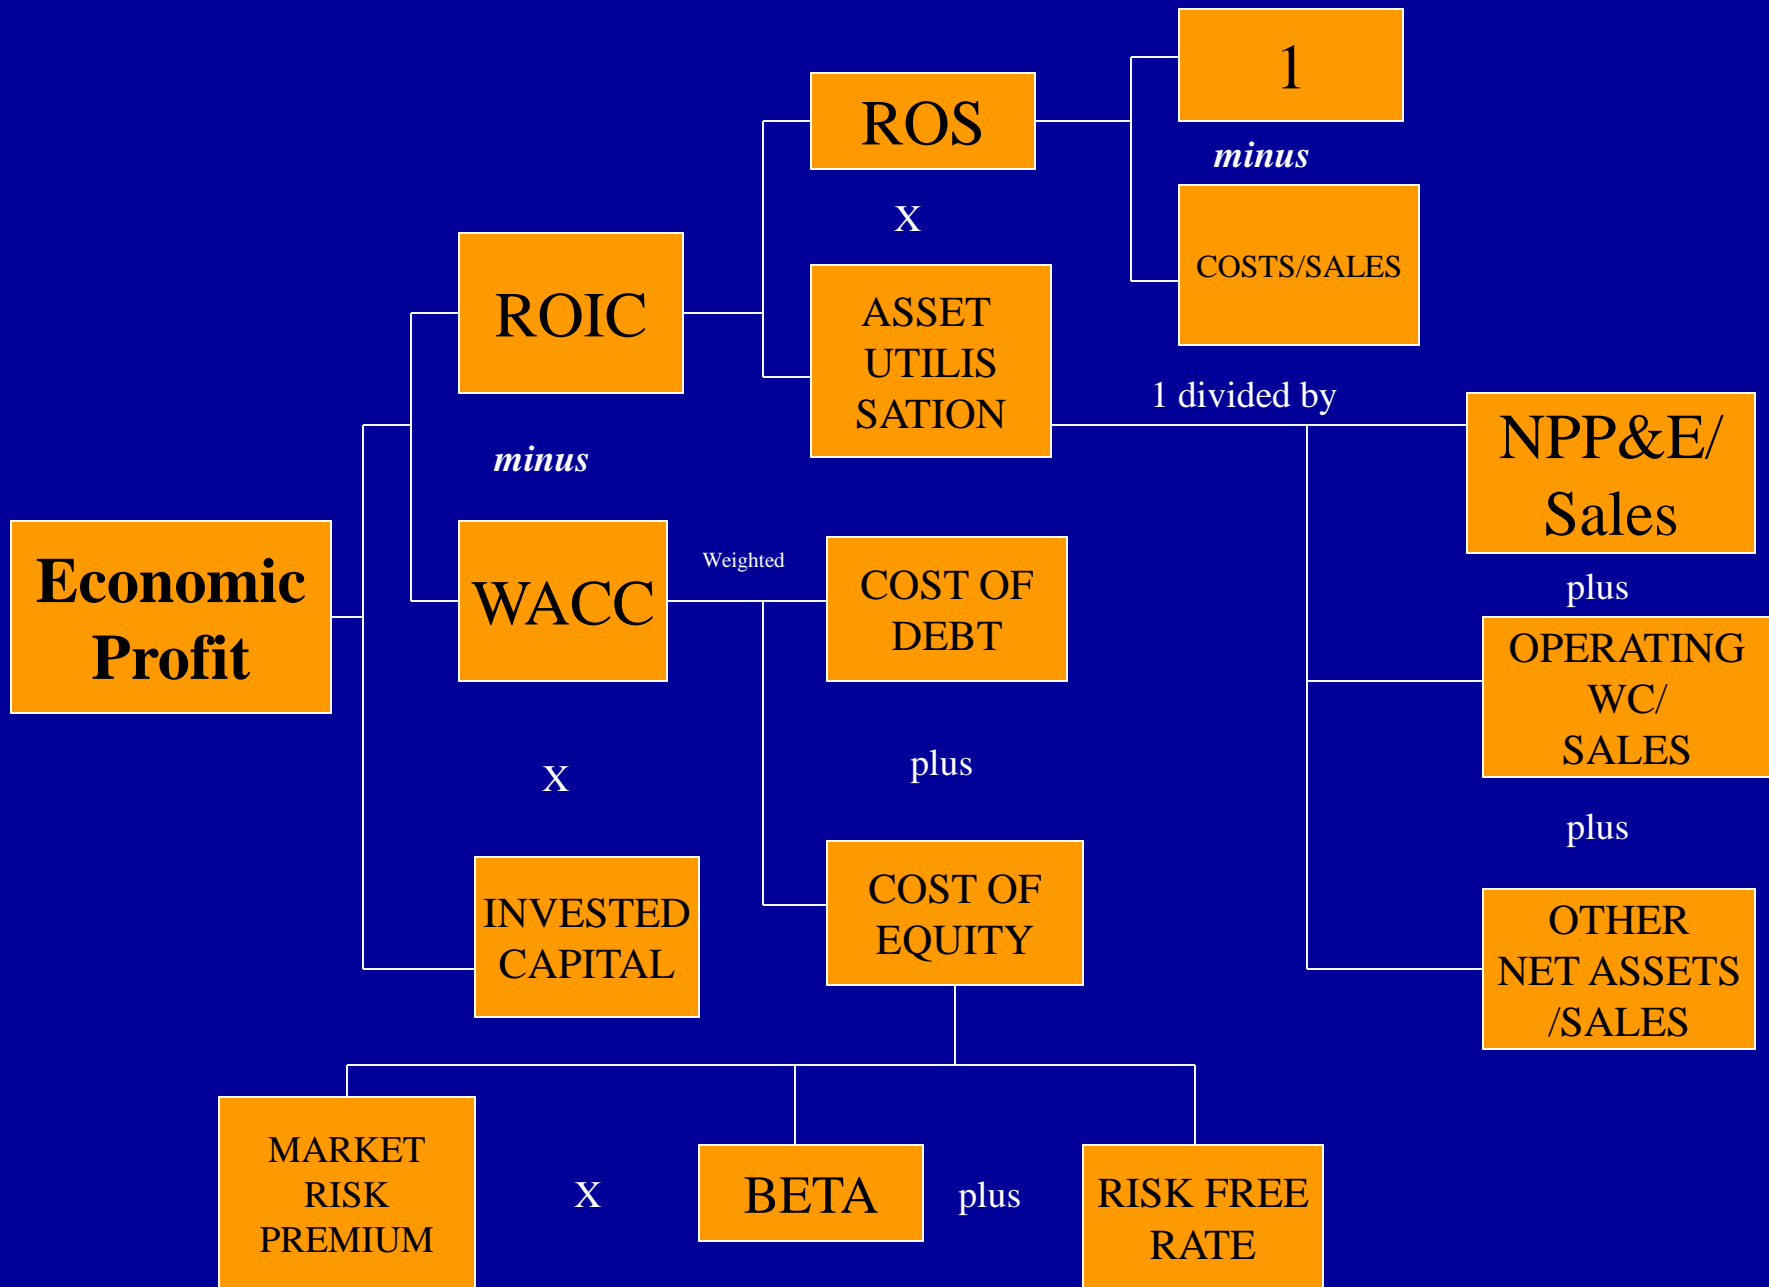 1
ROS
minus
X
COSTS/SALES
ROIC
ASSET
UTILIS
SATION
1 divided by
NPP&E/
Sales
minus
Economic
Profit
WACC
Weighted
COST OF
DEBT
plus
OPERATING
WC/
SALES
X
plus
plus
INVESTED
CAPITAL
COST OF
EQUITY
OTHER
NET ASSETS
/SALES
MARKET
RISK
PREMIUM
X
BETA
plus
RISK FREE
RATE